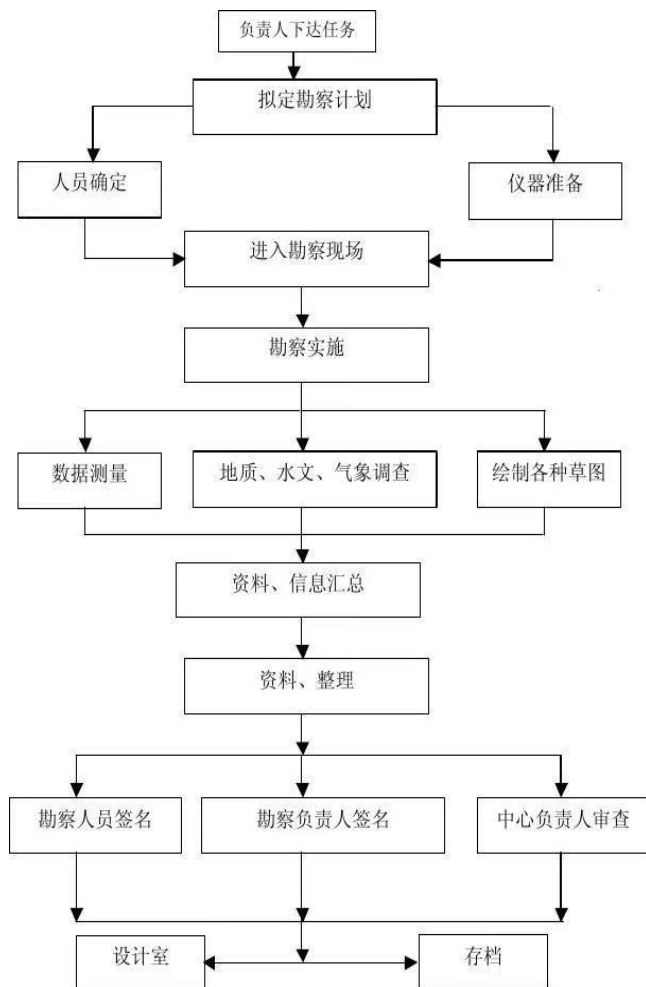 负责人下达任务
拟定勘察计划
人员确定
仪器准备
进入勘察现场
勘察实施
数据测量
地质、水文、气象调查
绘制各种草图
资料、信息汇总
资料、整理
勘察人员签名
勘察负责人签名
中心负责人审查
设计室
存档